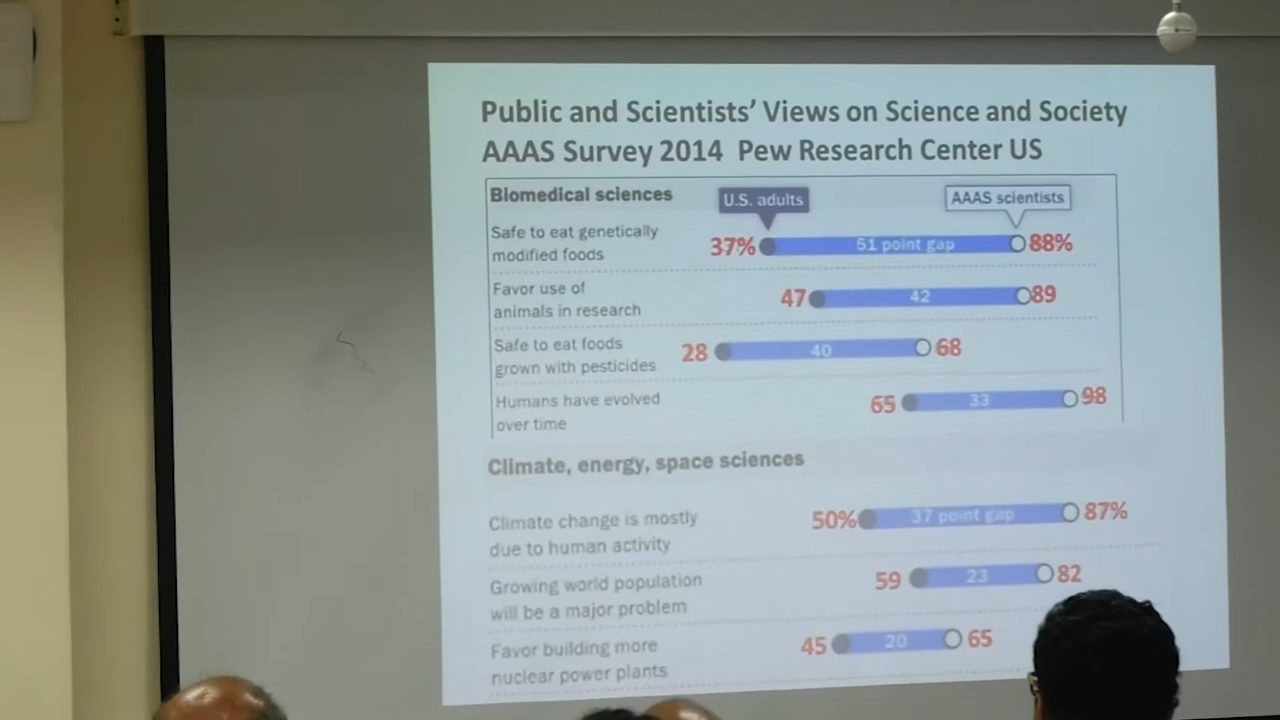 Public and Scientists' Views on Science and Society
AAAS Survey 2014 Pew Research Center US
Biomedical sciences
U.S. adults
AAAS scientists
Safe to eat genetically
modified foods
37%
51 point gap
88%
Favor use of
animals in research
47
42
89
Safe to eat foods
grown with pesticides
28
40
68
Humans have evolved
over time
65
33
98
Climate, energy, space sciences
Climate change is mostly
due to human activity
50%
37 point gap
87%
Growing world population
will be a major problem
59
23
82
Favor building more
nuclear power plants
45
20
65